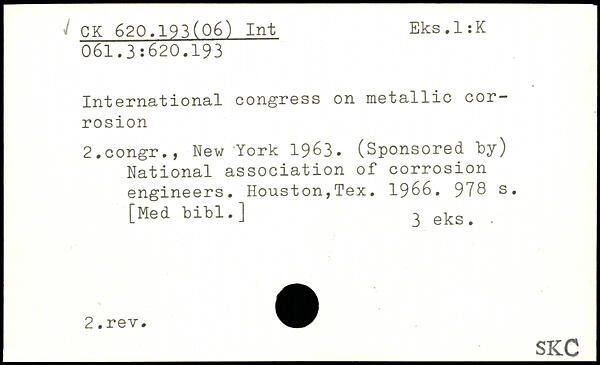 √ CK 620.193(06) Int Eks.1:K
061.3:620.193
International congress on metallic cor-
rosion
2.congr., New York 1963. (Sponsored by)
National association of corrosion
engineers. Houston,Tex. 1966. 978 s.
[Med bibl.] 3 eks.
2.rev.
SKC